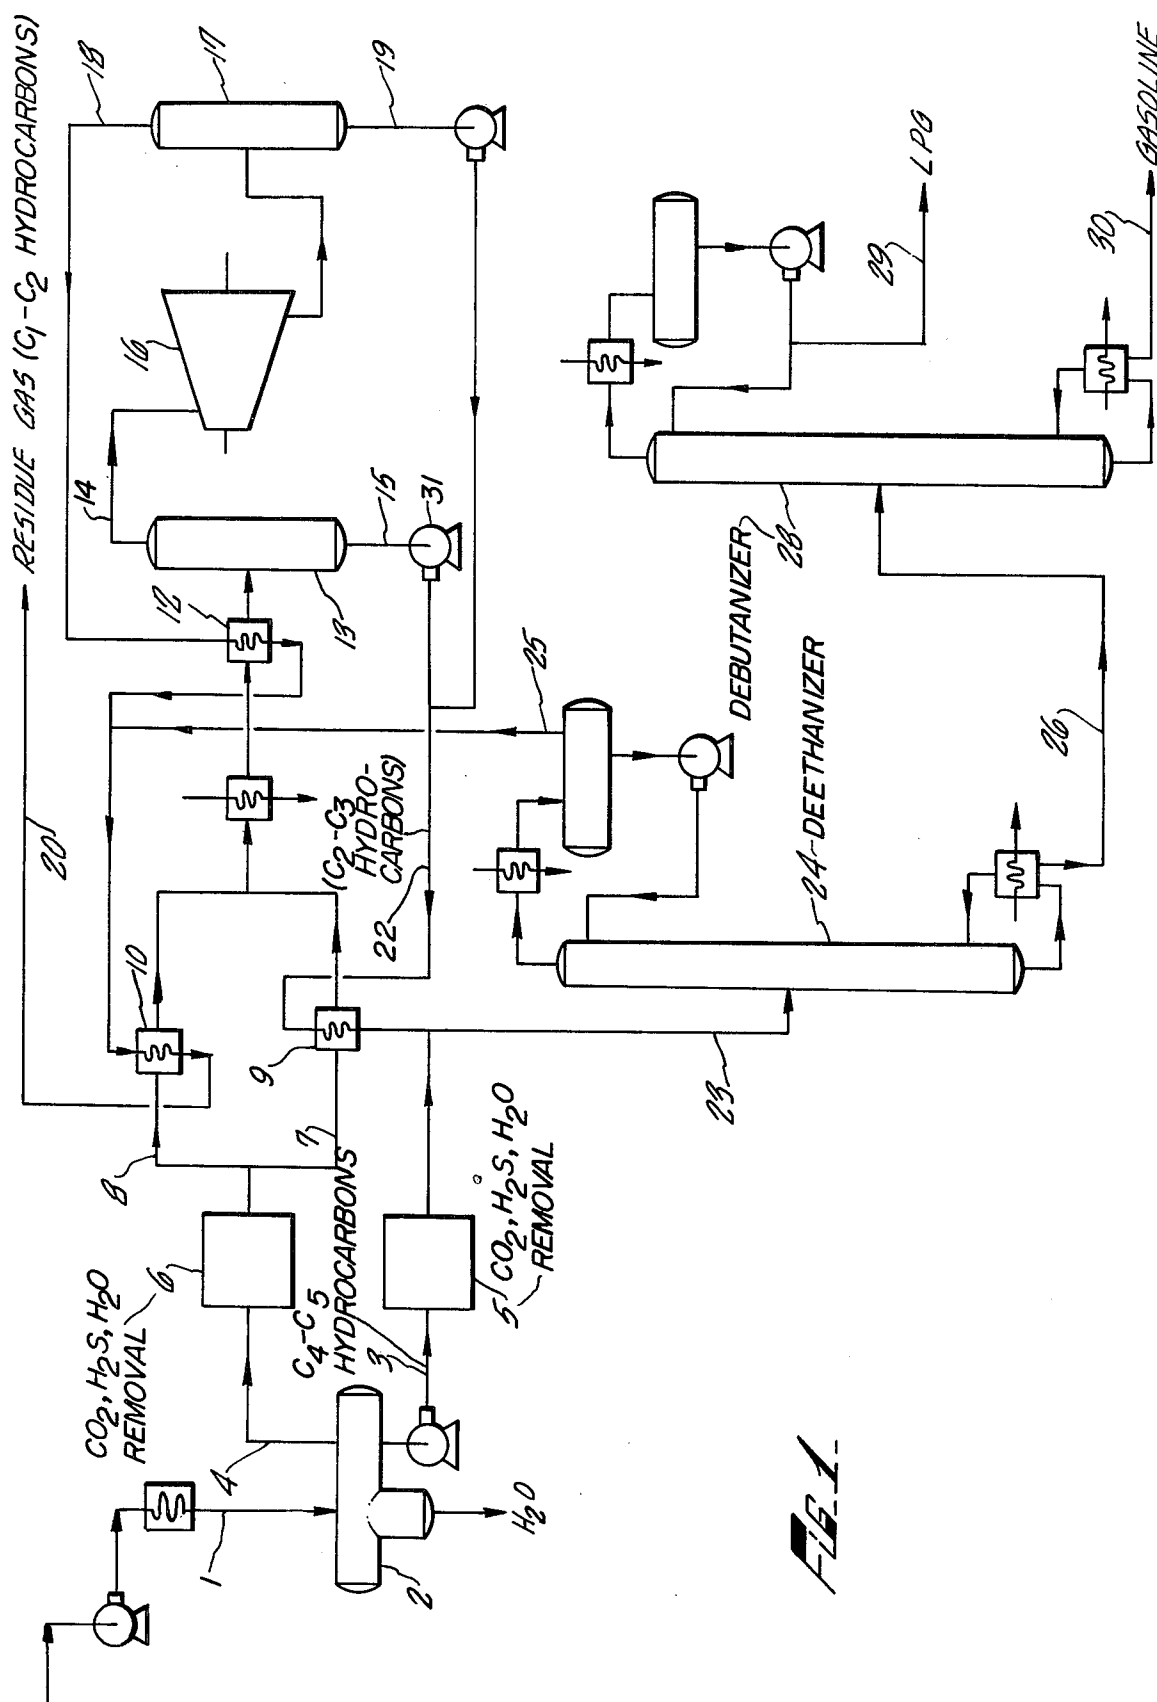 RESIDUE GAS (C₁-C₂ HYDROCARBONS)
20
18
17
19
16
14
12
13
15
31
10
8
9
7
(C₂-C₃
HYDRO-
CARBONS)
22
25
CO₂, H₂S, H₂O
REMOVAL
6
4
1
2
H₂O
C₄-C₅
HYDROCARBONS
3
5
CO₂, H₂S, H₂O
REMOVAL
23
24-DEETHANIZER
DEBUTANIZER
28
26
29
LPG
30
GASOLINE
FIG. 1.